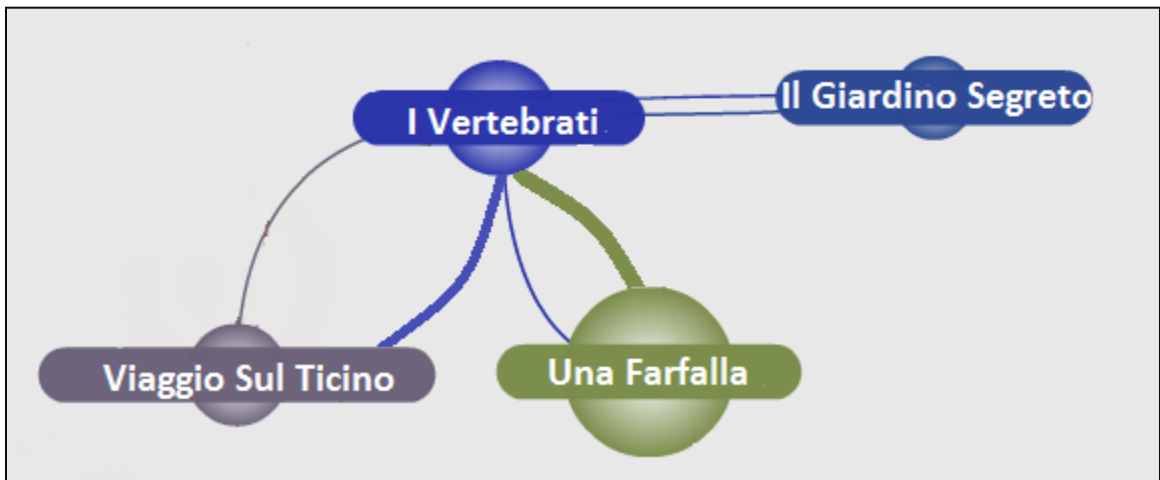 I Vertebrati
Il Giardino Segreto
Viaggio Sul Ticino
Una Farfalla